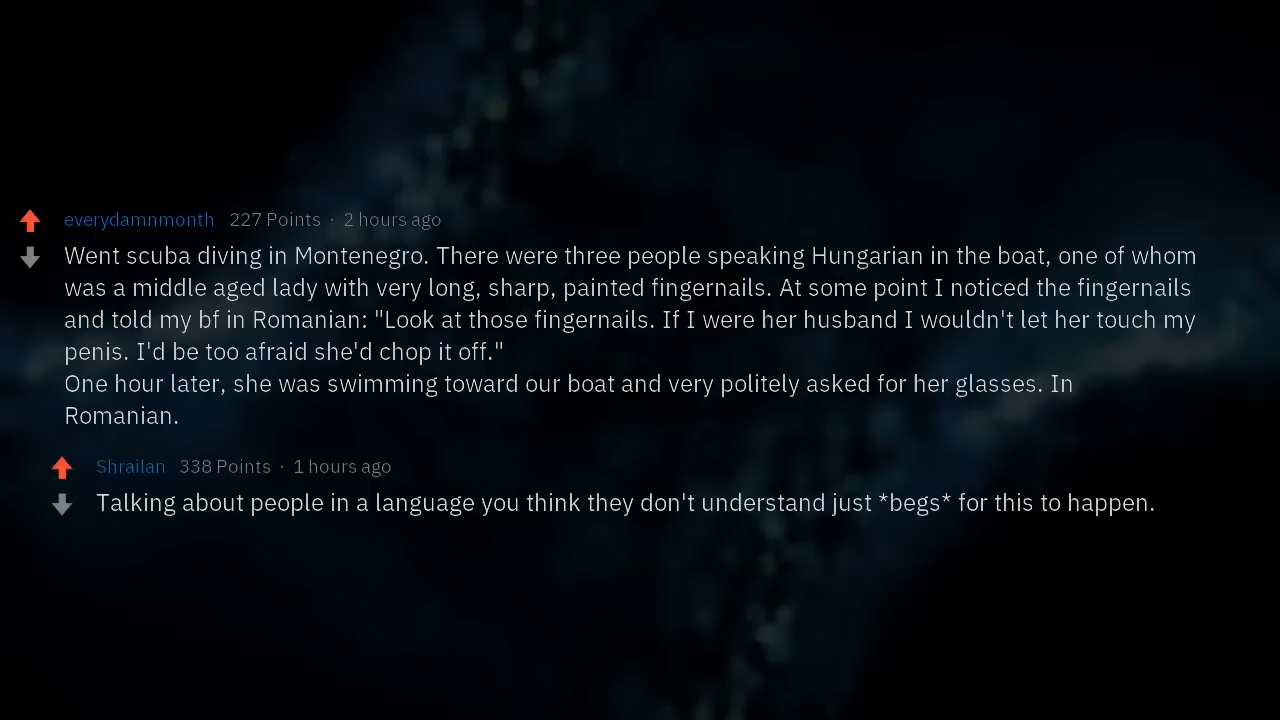 everydamnmonth 227 Points · 2 hours ago
Went scuba diving in Montenegro. There were three people speaking Hungarian in the boat, one of whom
was a middle aged lady with very long, sharp, painted fingernails. At some point I noticed the fingernails
and told my bf in Romanian: "Look at those fingernails. If I were her husband I wouldn't let her touch my
penis. I'd be too afraid she'd chop it off."
One hour later, she was swimming toward our boat and very politely asked for her glasses. In
Romanian.
Shrailan 338 Points · 1 hours ago
Talking about people in a language you think they don't understand just *begs* for this to happen.